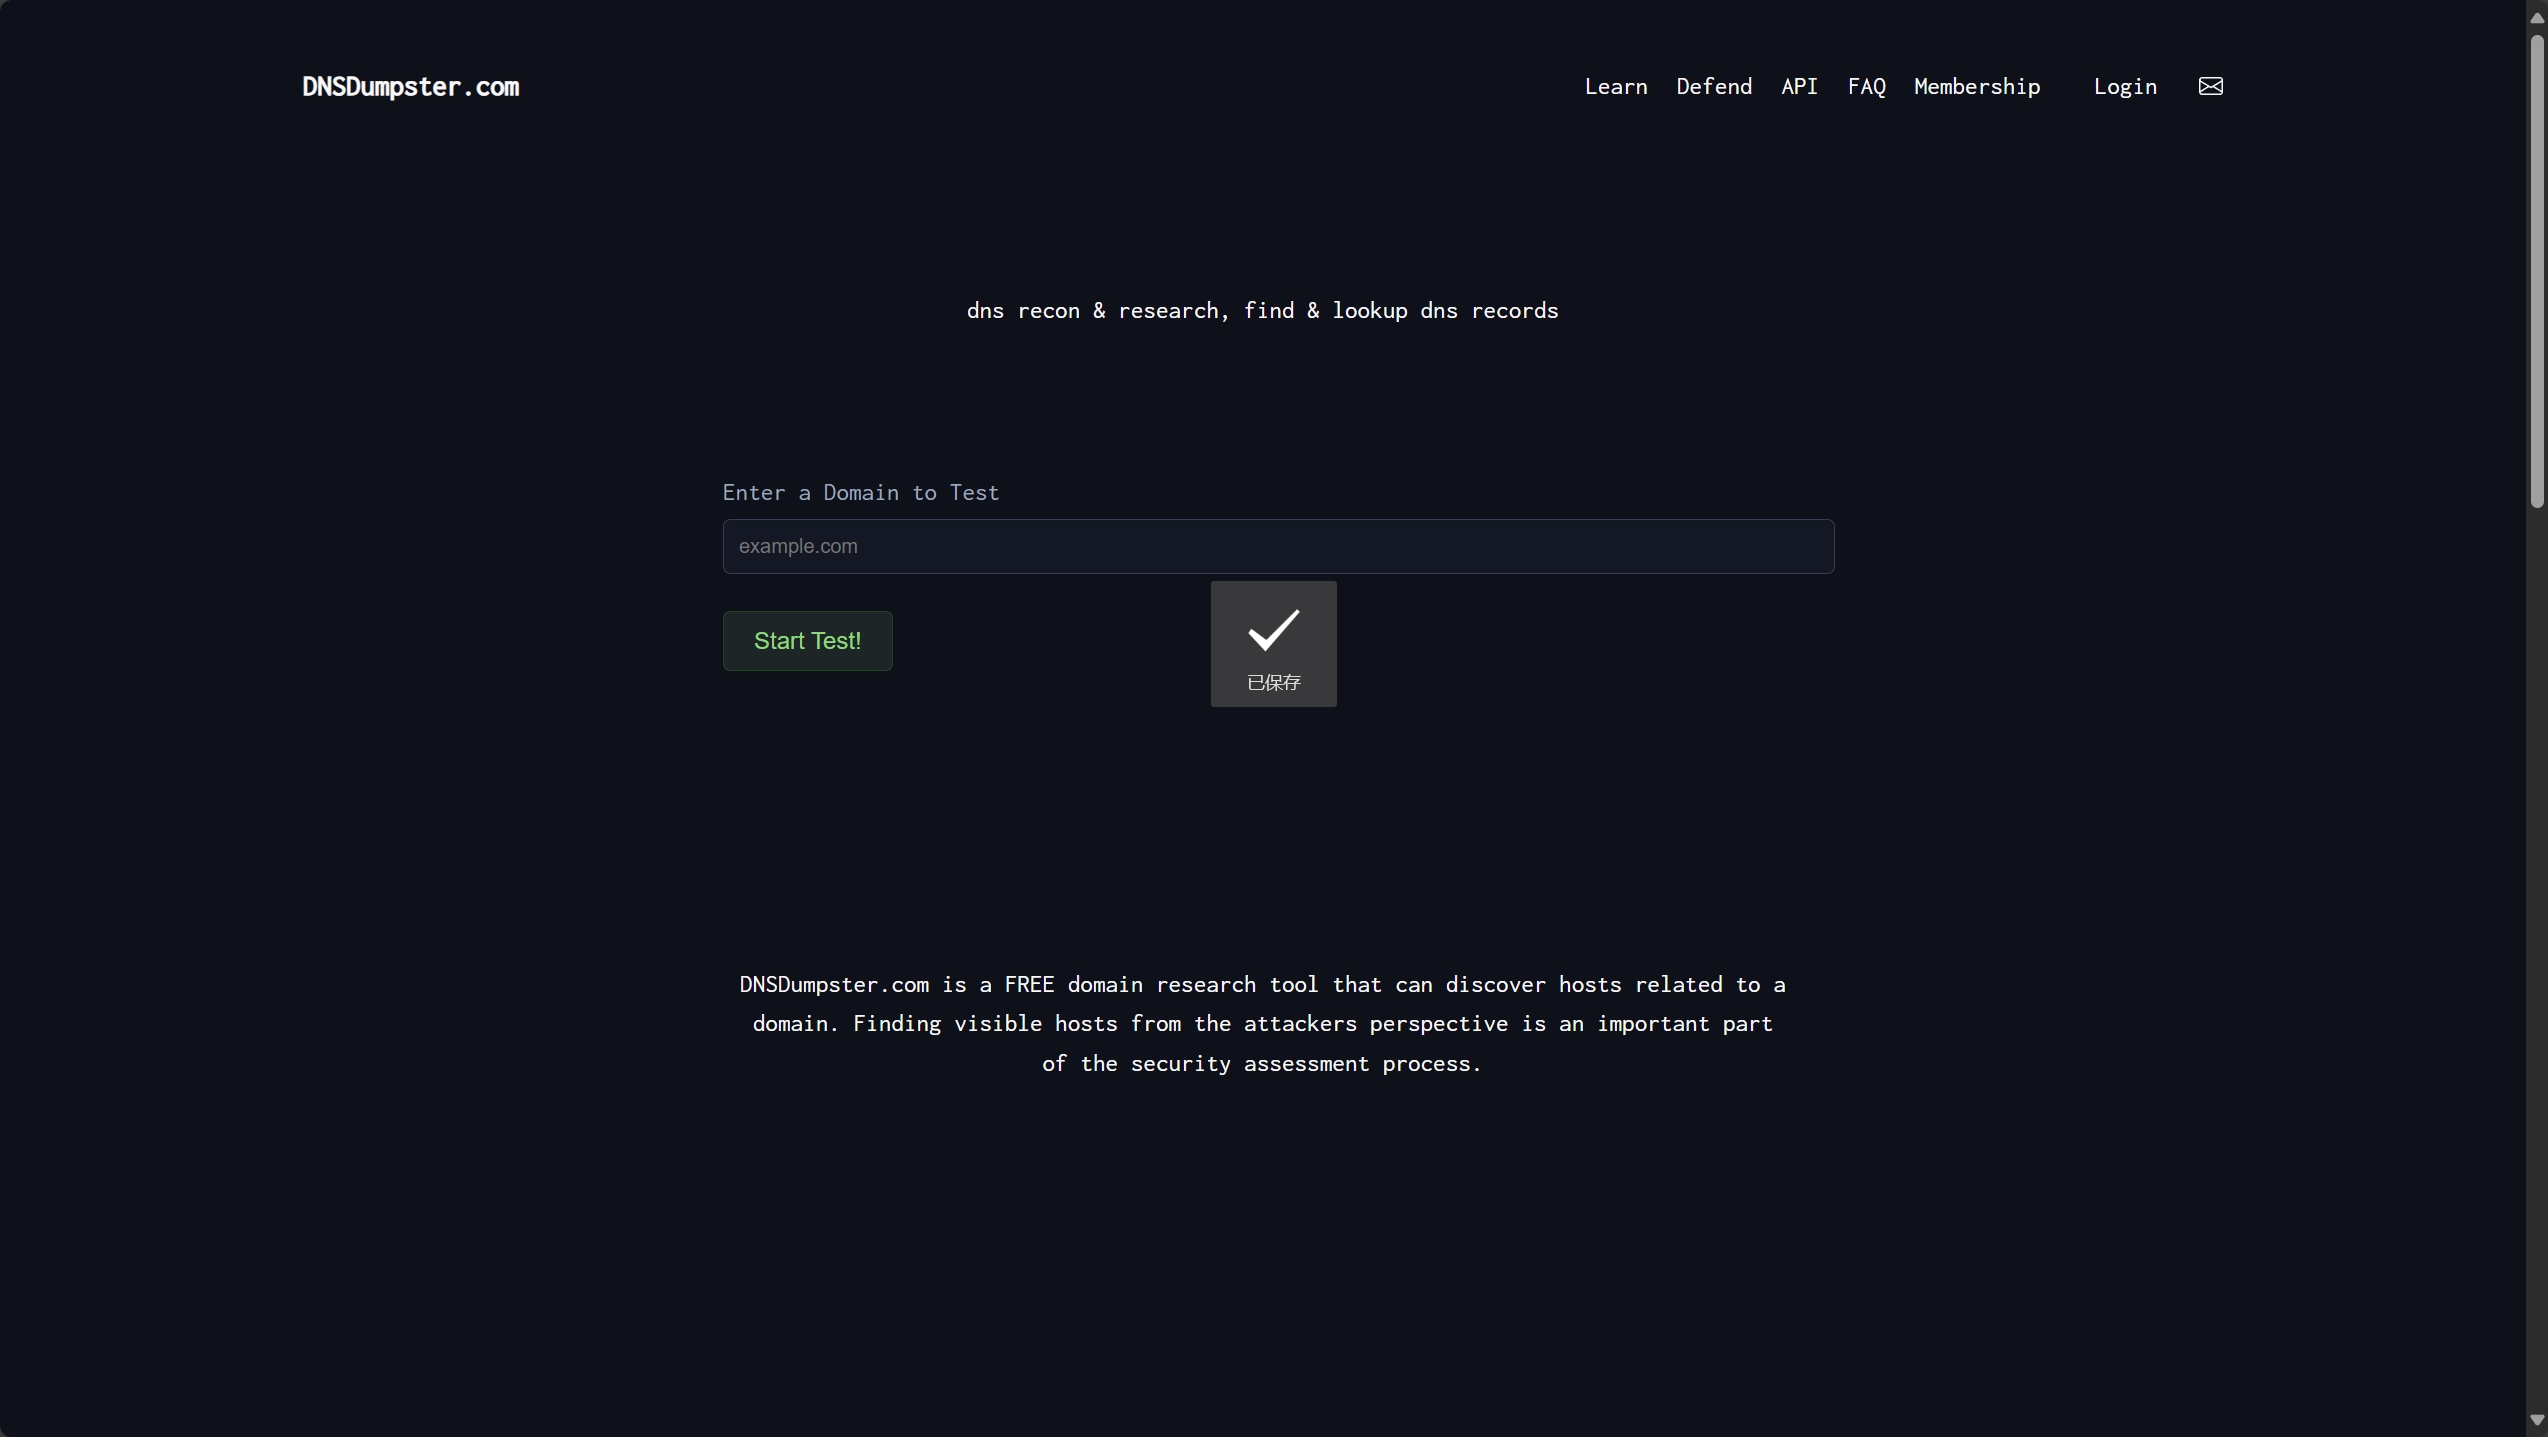 DNSDumpster.com
Learn Defend API FAQ Membership Login
dns recon & research, find & lookup dns records
Enter a Domain to Test
example.com
Start Test!
已保存
DNSDumpster.com is a FREE domain research tool that can discover hosts related to a
domain. Finding visible hosts from the attackers perspective is an important part
of the security assessment process.